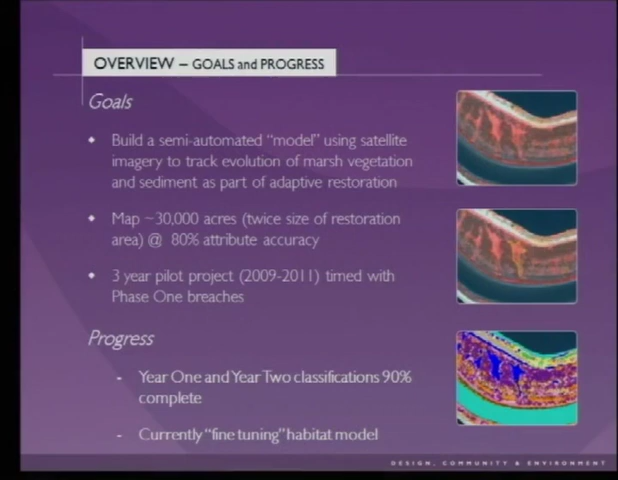 OVERVIEW – GOALS and PROGRESS
Goals
◆ Build a semi-automated “model” using satellite
imagery to track evolution of marsh vegetation
and sediment as part of adaptive restoration
◆ Map ~30,000 acres (twice size of restoration
area) @ 80% attribute accuracy
◆ 3 year pilot project (2009-2011) timed with
Phase One breaches
Progress
- Year One and Year Two classifications 90%
complete
- Currently “fine tuning” habitat model
DESIGN, COMMUNITY & ENVIRONMENT